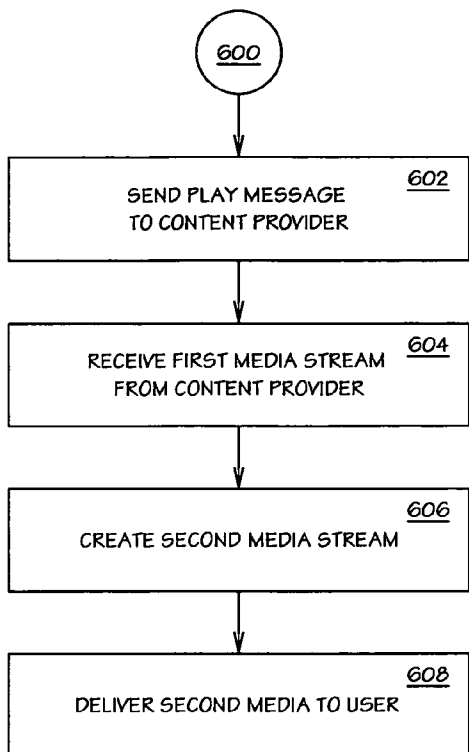 600
602
SEND PLAY MESSAGE
TO CONTENT PROVIDER
604
RECEIVE FIRST MEDIA STREAM
FROM CONTENT PROVIDER
606
CREATE SECOND MEDIA STREAM
608
DELIVER SECOND MEDIA TO USER